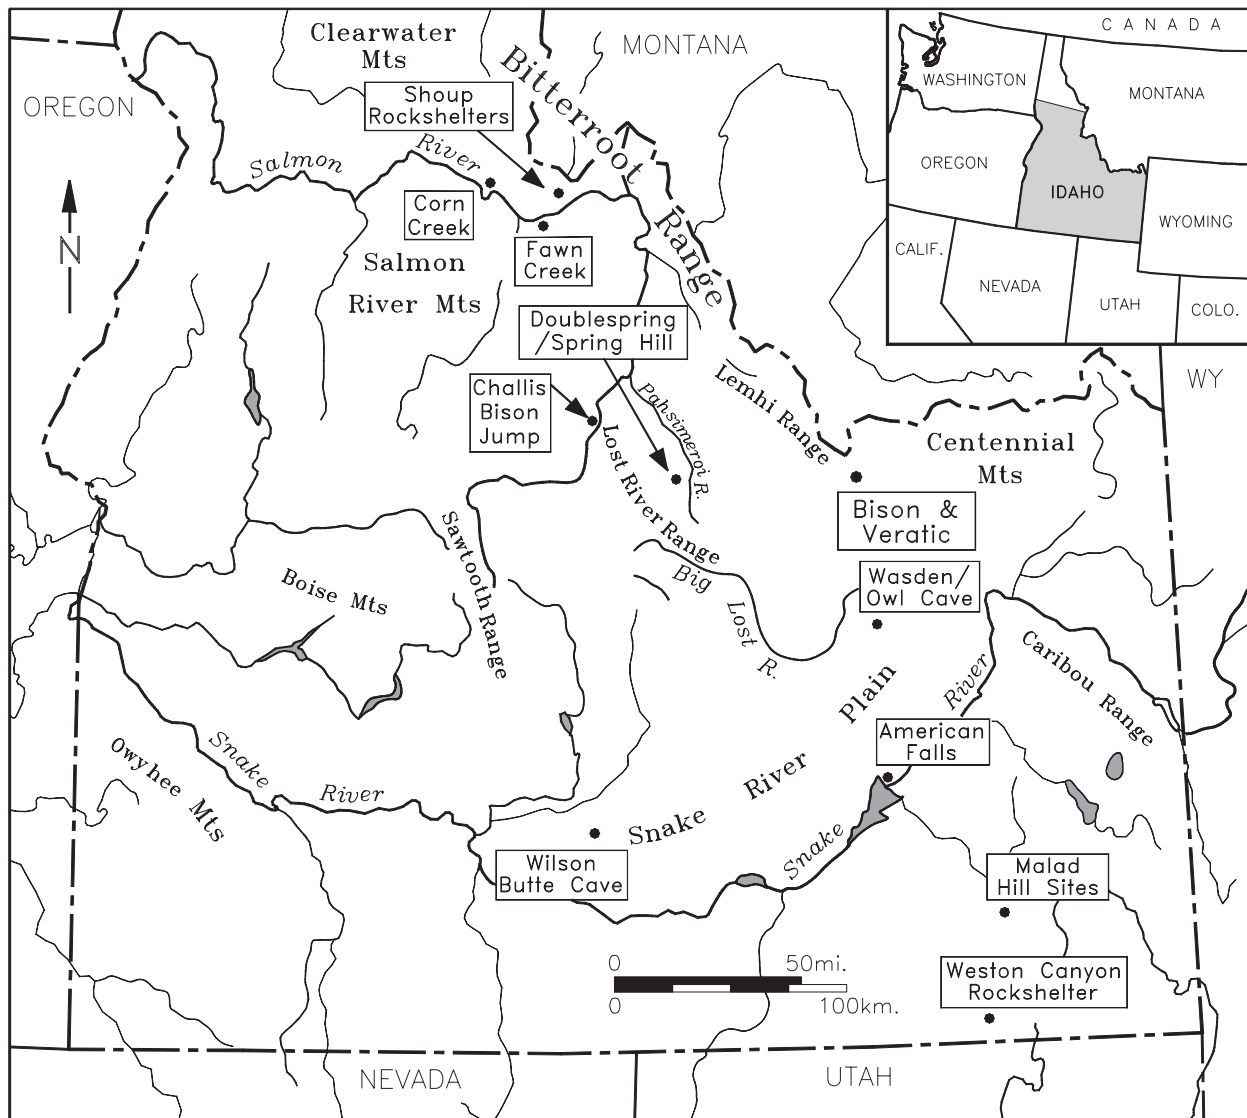 Clearwater
Mts
MONTANA
OREGON
Shoup
Rockshelters
Bitterroot
Range
Salmon
River
Corn
Creek
Fawn
Creek
N
Salmon
River Mts
Doublespring
/Spring Hill
Challis
Bison
Jump
Pahsimeroi R.
Lemhi Range
Lost River Range
WY
Centennial
Mts
Bison &
Veratic
Sawtooth Range
Boise Mts
Big
Lost
R.
Wasden/
Owl Cave
Caribou Range
Owyhee Mts
Snake
River
Snake
River
Plain
American
Falls
Snake
River
Wilson
Butte Cave
Malad
Hill Sites
Weston Canyon
Rockshelter
0
50mi.
0
100km.
NEVADA
UTAH
CANADA
WASHINGTON
MONTANA
OREGON
IDAHO
WYOMING
CALIF.
NEVADA
UTAH
COLO.